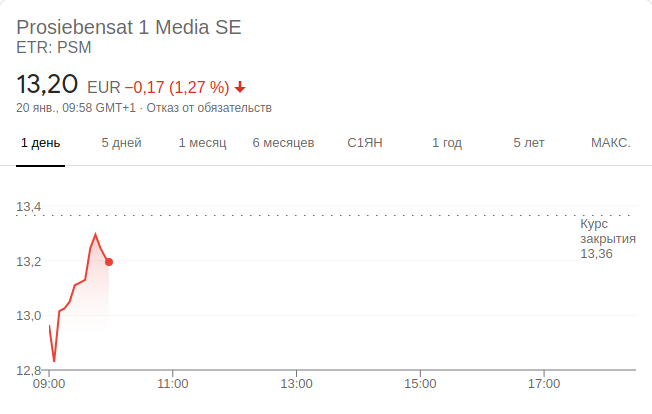 Prosiebensat 1 Media SE
ETR: PSM
13,20 EUR −0,17 (1,27 %)
20 янв., 09:58 GMT+1 · Отказ от обязательств
1 день 5 дней 1 месяц 6 месяцев С1ЯН 1 год 5 лет МАКС.
13,4
Курс
закрытия
13,36
13,2
13,0
12,8
09:00 11:00 13:00 15:00 17:00